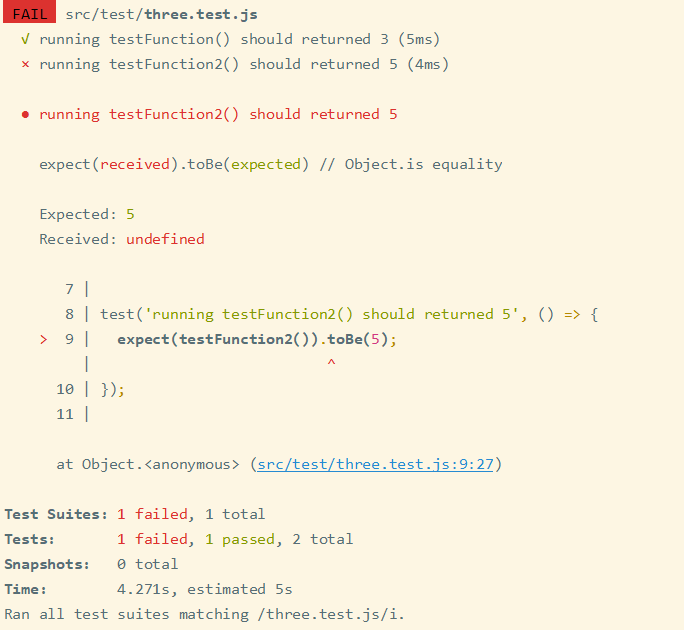 FAIL src/test/three.test.js
√ running testFunction() should returned 3 (5ms)
× running testFunction2() should returned 5 (4ms)
● running testFunction2() should returned 5
expect(received).toBe(expected) // Object.is equality
Expected: 5
Received: undefined
7 |
8 | test('running testFunction2() should returned 5', () => {
> 9 |   expect(testFunction2()).toBe(5);
|                           ^
10 | });
11 |
at Object.<anonymous> (src/test/three.test.js:9:27)
Test Suites: 1 failed, 1 total
Tests:       1 failed, 1 passed, 2 total
Snapshots:   0 total
Time:        4.271s, estimated 5s
Ran all test suites matching /three.test.js/i.